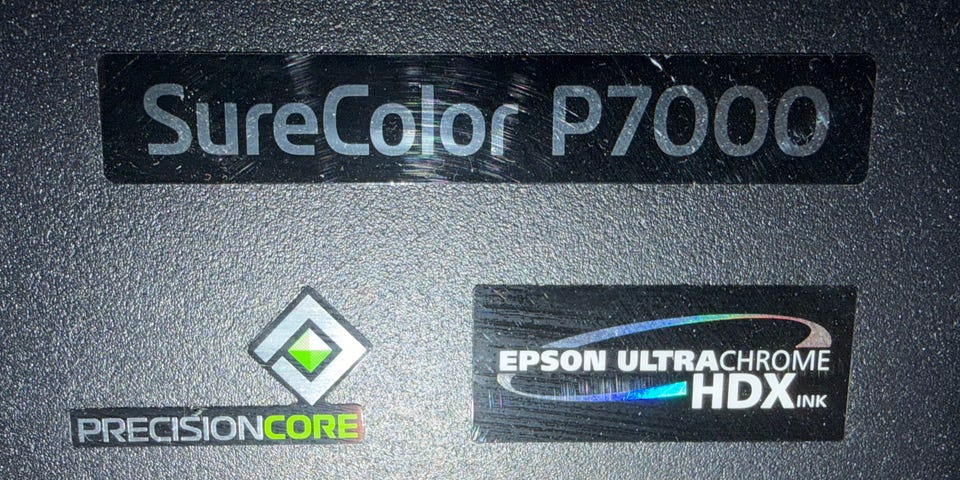 SureColor P7000
PRECISIONCORE
EPSON ULTRACHROME
HDX INK